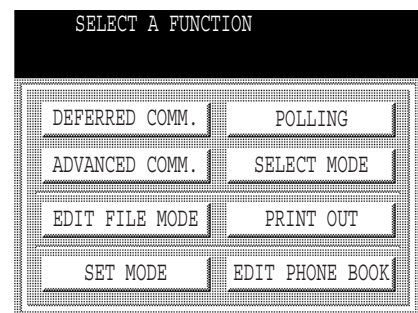 SELECT A FUNCTION
DEFERRED COMM. POLLING
ADVANCED COMM. SELECT MODE
EDIT FILE MODE PRINT OUT
SET MODE EDIT PHONE BOOK